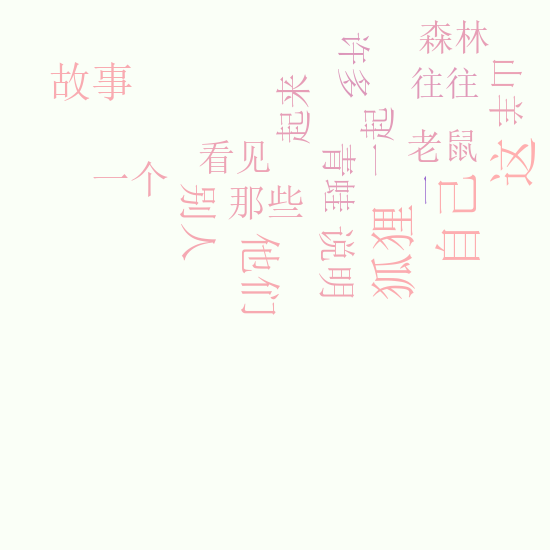 森林
许多
故事
往往
山羊
起来
一起
老鼠
这
看见
青蛙
一个
一
自己
别人
那些
狐狸
他们
说明